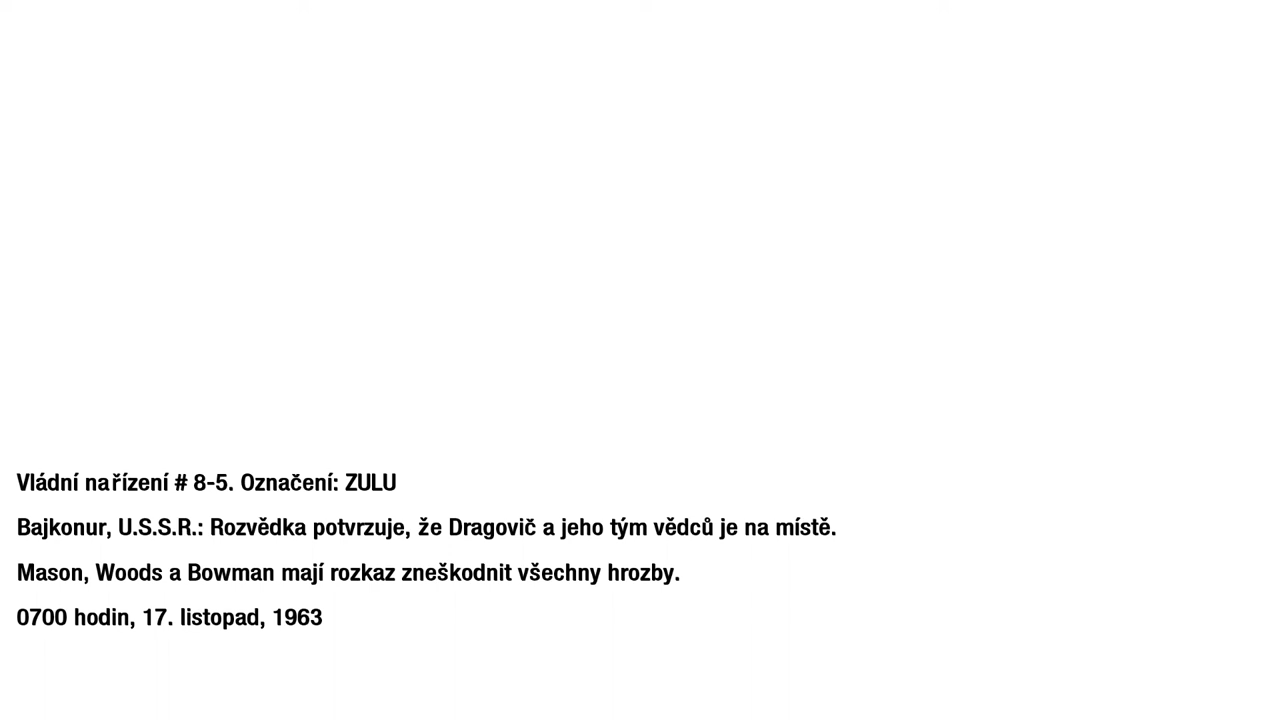 Vládní nařízení # 8-5. Označení: ZULU
Bajkonur, U.S.S.R.: Rozvědka potvrzuje, že Dragovič a jeho tým vědců je na místě.
Mason, Woods a Bowman mají rozkaz zneškodnit všechny hrozby.
0700 hodin, 17. listopad, 1963